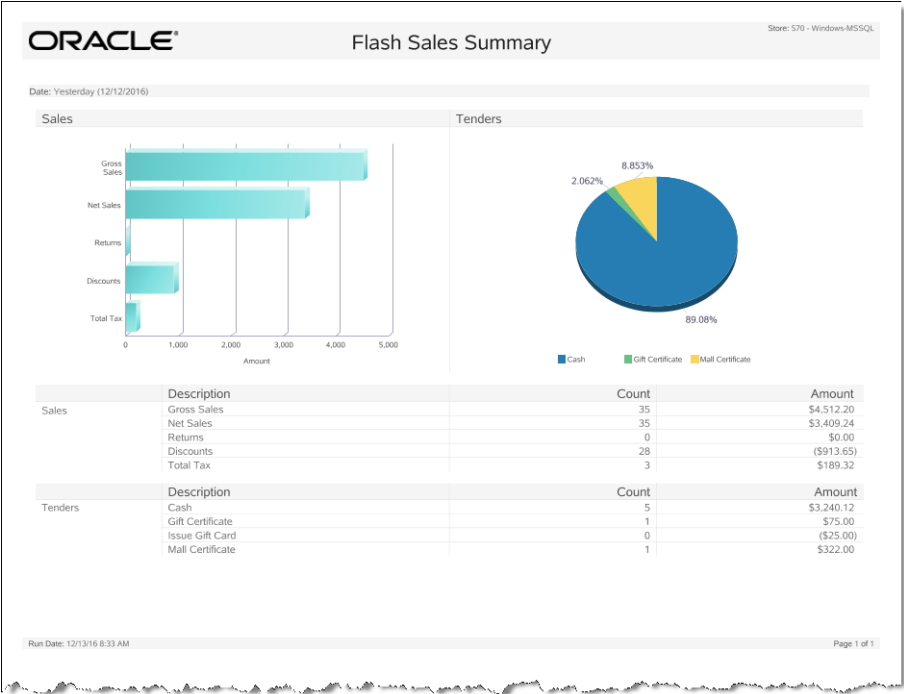 ORACLE®
Flash Sales Summary
Store: 570 - Windows-MSSQL
Date: Yesterday (12/12/2016)
Sales
Gross
Sales
Net Sales
Returns
Discounts
Total Tax
0 1,000 2,000 3,000 4,000 5,000
Amount
Tenders
8.853%
2.062%
89.08%
Cash Gift Certificate Mall Certificate
Description Count Amount
Sales Gross Sales 35 $4,512.20
Net Sales 35 $3,409.24
Returns 0 $0.00
Discounts 28 ($913.65)
Total Tax 3 $189.32
Description Count Amount
Tenders Cash 5 $3,240.12
Gift Certificate 1 $75.00
Issue Gift Card 0 ($25.00)
Mall Certificate 1 $322.00
Run Date: 12/13/16 8:33 AM Page 1 of 1